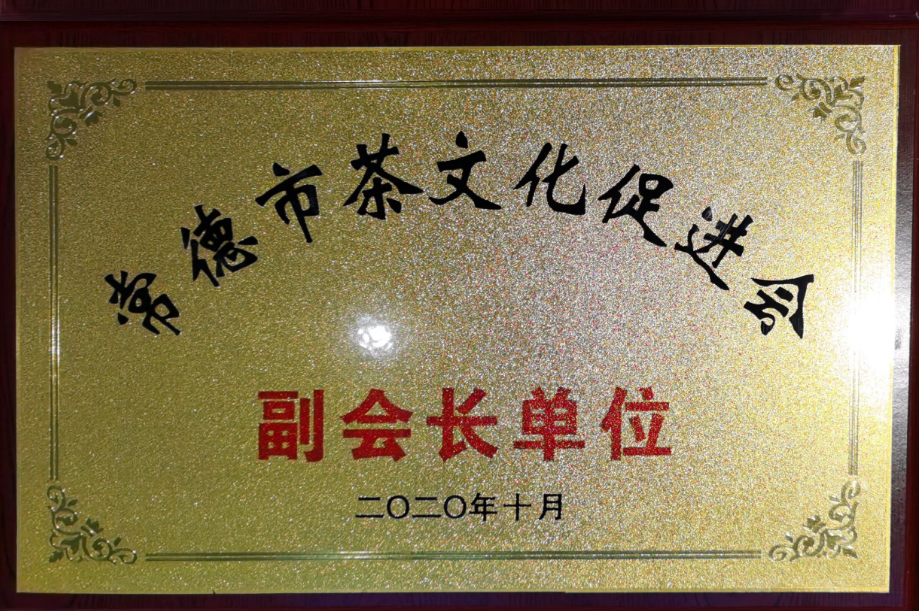 常德市茶文化促进会
副会长单位
二〇二〇年十月